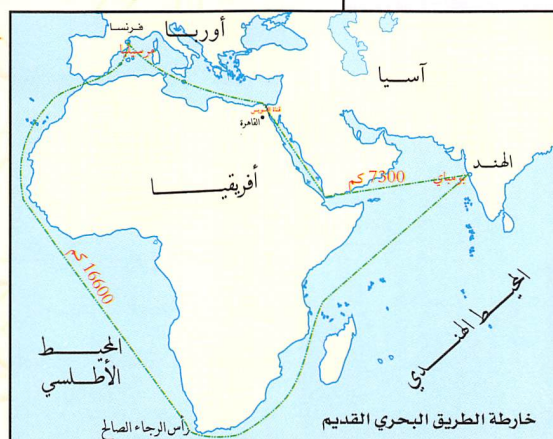 فرنسا
أوربا
مرسيليا
آسيا
قناة السويس
القاهرة
الهند
بومباي
7300 كم
أفريقيا
16600 كم
المحيط الهندي
المحيط
الأطلسي
رأس الرجاء الصالح
خارطة الطريق البحري القديم